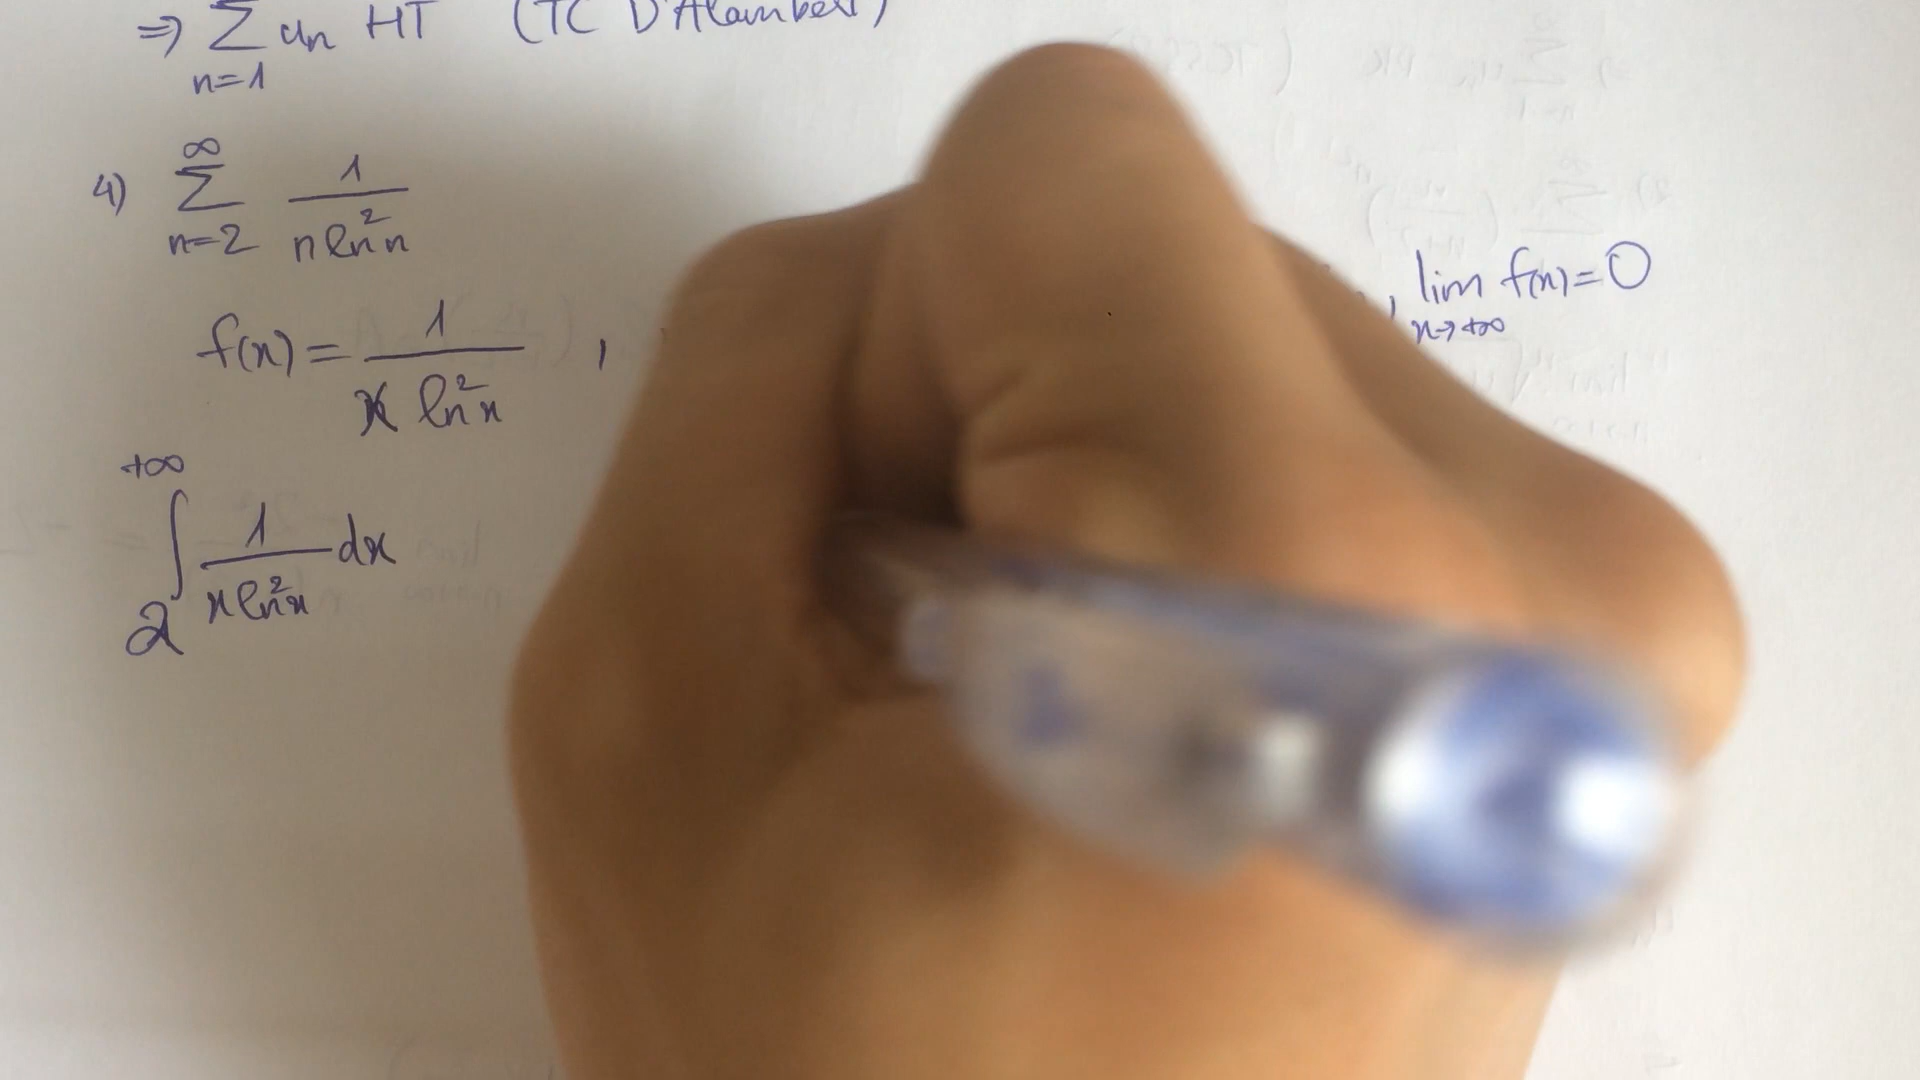 ⇒ ∑ un HT (TC D'Alambert)
n=1
4) ∞ ∑ n=2 1/(n ln²n)
f(x) = 1/(x ln²x) ,
, lim f(x)=0
x→+∞
+∞ ∫ 2 1/(x ln²x) dx